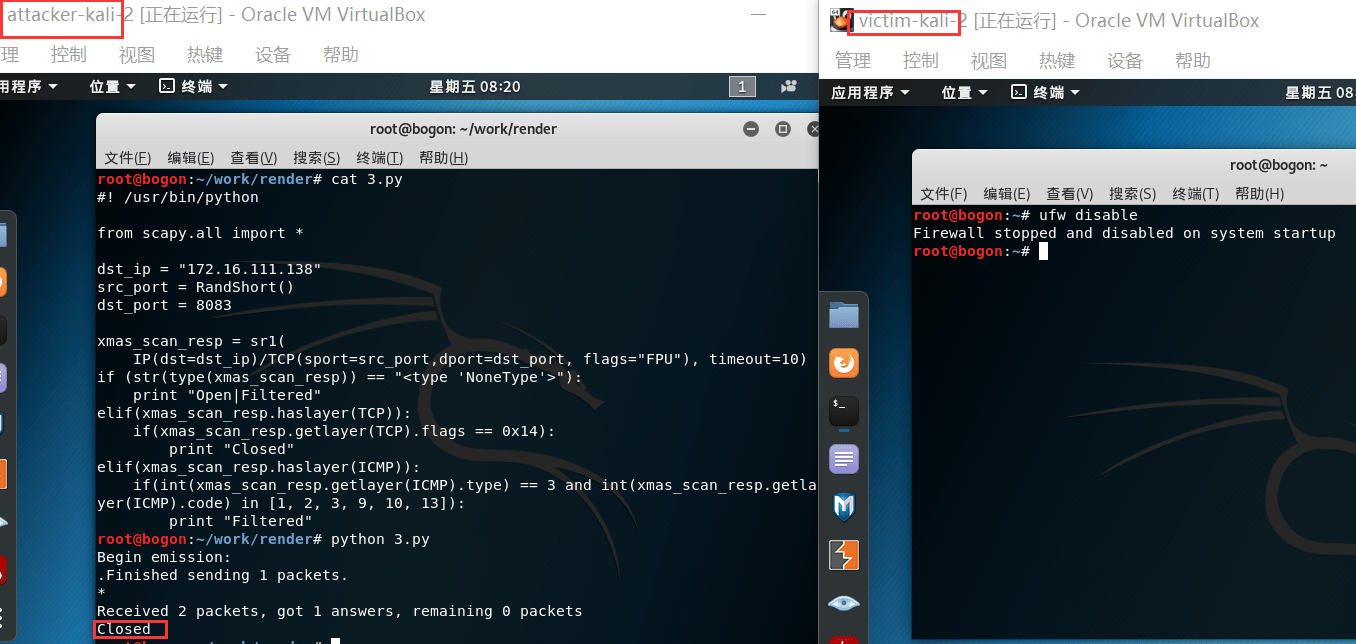 attacker-kali-2 [正在运行] - Oracle VM VirtualBox
理 控制 视图 热键 设备 帮助
用程序 位置 终端 星期五 08:20 1
root@bogon: ~/work/render
文件(F) 编辑(E) 查看(V) 搜索(S) 终端(T) 帮助(H)
root@bogon:~/work/render# cat 3.py
#! /usr/bin/python
from scapy.all import *
dst_ip = "172.16.111.138"
src_port = RandShort()
dst_port = 8083
xmas_scan_resp = sr1(
    IP(dst=dst_ip)/TCP(sport=src_port,dport=dst_port, flags="FPU"), timeout=10)
if (str(type(xmas_scan_resp)) == "<type 'NoneType'>"):
    print "Open|Filtered"
elif(xmas_scan_resp.haslayer(TCP)):
    if(xmas_scan_resp.getlayer(TCP).flags == 0x14):
        print "Closed"
elif(xmas_scan_resp.haslayer(ICMP)):
    if(int(xmas_scan_resp.getlayer(ICMP).type) == 3 and int(xmas_scan_resp.getla
yer(ICMP).code) in [1, 2, 3, 9, 10, 13]):
        print "Filtered"
root@bogon:~/work/render# python 3.py
Begin emission:
.Finished sending 1 packets.
*
Received 2 packets, got 1 answers, remaining 0 packets
Closed
root@bogon:~/work/render#
victim-kali-2 [正在运行] - Oracle VM VirtualBox
管理 控制 视图 热键 设备 帮助
应用程序 位置 终端 星期五 08
root@bogon: ~
文件(F) 编辑(E) 查看(V) 搜索(S) 终端(T) 帮助(H)
root@bogon:~# ufw disable
Firewall stopped and disabled on system startup
root@bogon:~#